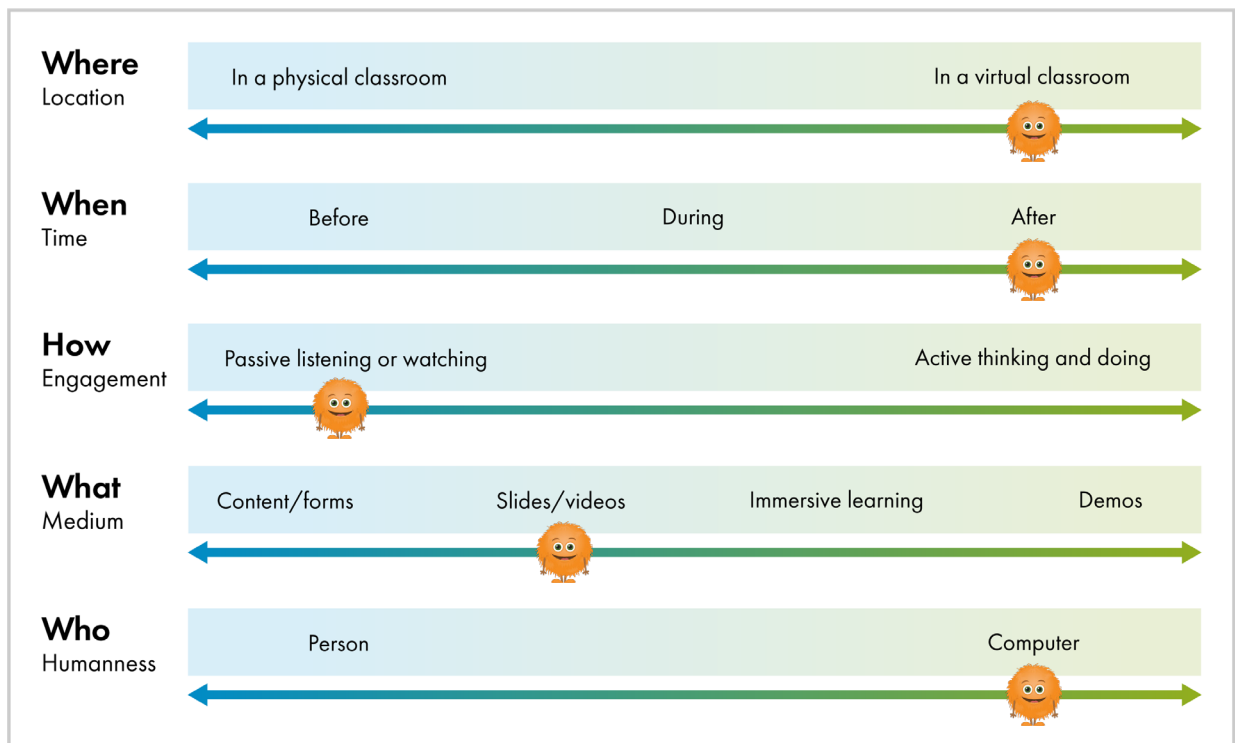 Where
Location
In a physical classroom
In a virtual classroom
When
Time
Before
During
After
How
Engagement
Passive listening or watching
Active thinking and doing
What
Medium
Content/forms
Slides/videos
Immersive learning
Demos
Who
Humanness
Person
Computer